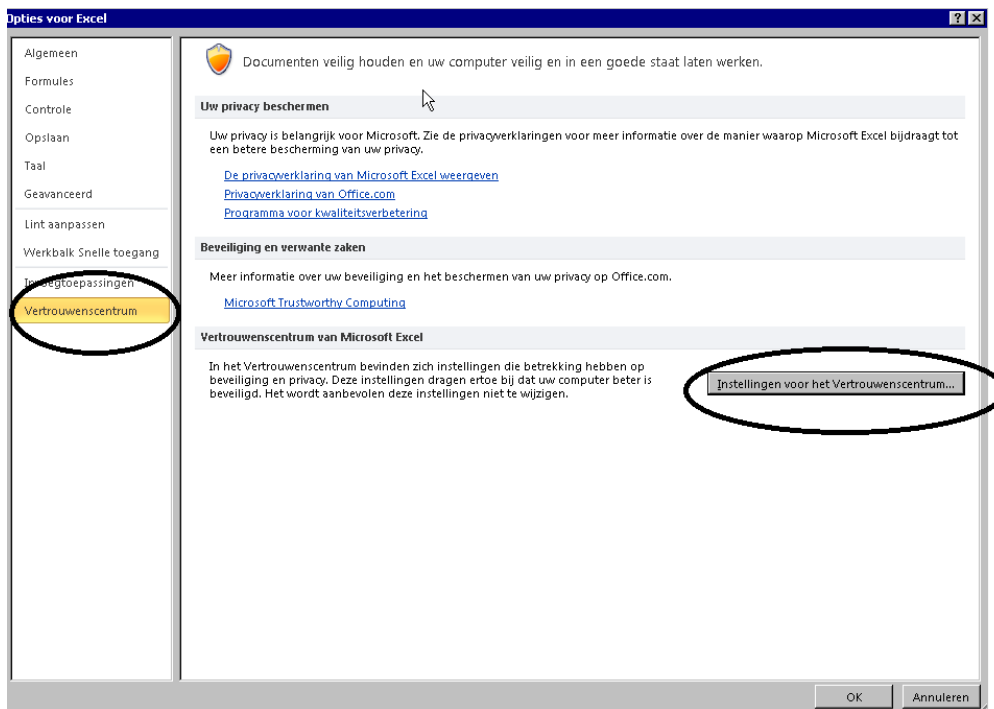 Opties voor Excel
Algemeen
Formules
Controle
Opslaan
Taal
Geavanceerd
Lint aanpassen
Werkbalk Snelle toegang
Invoegtoepassingen
Vertrouwenscentrum
Documenten veilig houden en uw computer veilig en in een goede staat laten werken.
Uw privacy beschermen
Uw privacy is belangrijk voor Microsoft. Zie de privacyverklaringen voor meer informatie over de manier waarop Microsoft Excel bijdraagt tot
een betere bescherming van uw privacy.
De privacyverklaring van Microsoft Excel weergeven
Privacyverklaring van Office.com
Programma voor kwaliteitsverbetering
Beveiliging en verwante zaken
Meer informatie over uw beveiliging en het beschermen van uw privacy op Office.com.
Microsoft Trustworthy Computing
Vertrouwenscentrum van Microsoft Excel
In het Vertrouwenscentrum bevinden zich instellingen die betrekking hebben op
beveiliging en privacy. Deze instellingen dragen ertoe bij dat uw computer beter is
beveiligd. Het wordt aanbevolen deze instellingen niet te wijzigen.
Instellingen voor het Vertrouwenscentrum...
OK
Annuleren